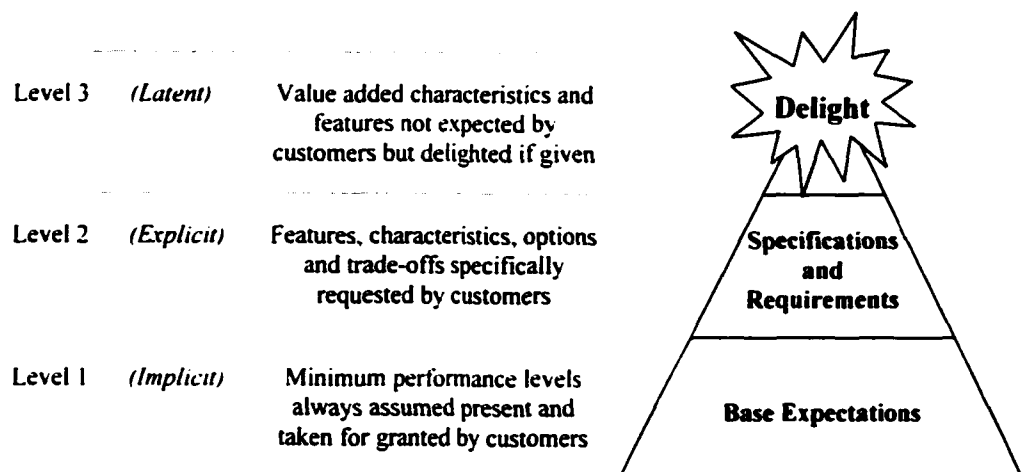 Level 3 (Latent) Value added characteristics and
features not expected by
customers but delighted if given
Delight
Level 2 (Explicit) Features, characteristics, options
and trade-offs specifically
requested by customers
Specifications
and
Requirements
Level 1 (Implicit) Minimum performance levels
always assumed present and
taken for granted by customers
Base Expectations